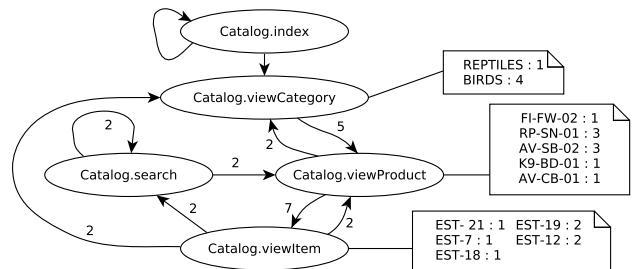 Catalog.index
REPTILES : 1
BIRDS : 4
Catalog.viewCategory
FI-FW-02 : 1
RP-SN-01 : 3
AV-SB-02 : 3
K9-BD-01 : 1
AV-CB-01 : 1
2
5
2
Catalog.search
2
Catalog.viewProduct
2
2
7
2
EST- 21 : 1 EST-19 : 2
EST-7 : 1 EST-12 : 2
EST-18 : 1
Catalog.viewItem